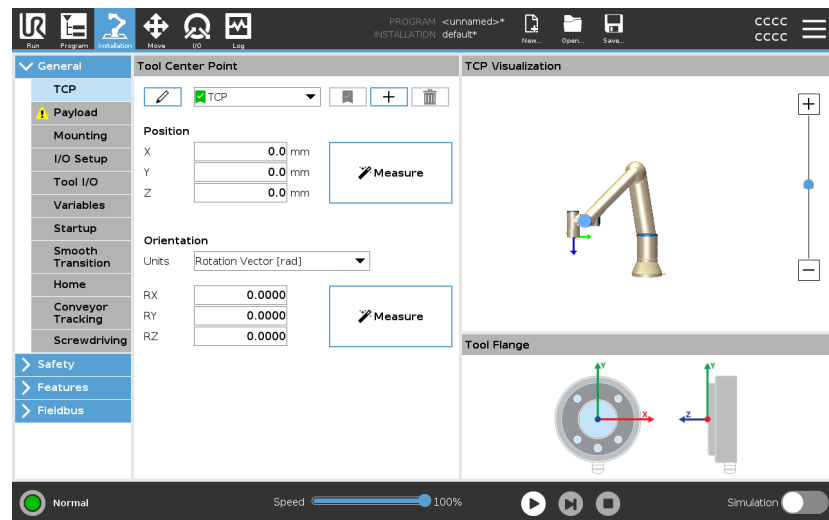 PROGRAM <unnamed>*
INSTALLATION default*
Run Program Installation Move I/O Log New... Open... Save...
CCCC
CCCC
General
TCP
Payload
Mounting
I/O Setup
Tool I/O
Variables
Startup
Smooth
Transition
Home
Conveyor
Tracking
Screwdriving
Safety
Features
Fieldbus
Tool Center Point
TCP
Position
X 0.0 mm
Y 0.0 mm
Z 0.0 mm
Measure
Orientation
Units Rotation Vector [rad]
RX 0.0000
RY 0.0000
RZ 0.0000
Measure
TCP Visualization
Tool Flange
Y Y
X Z
Normal Speed 100% Simulation